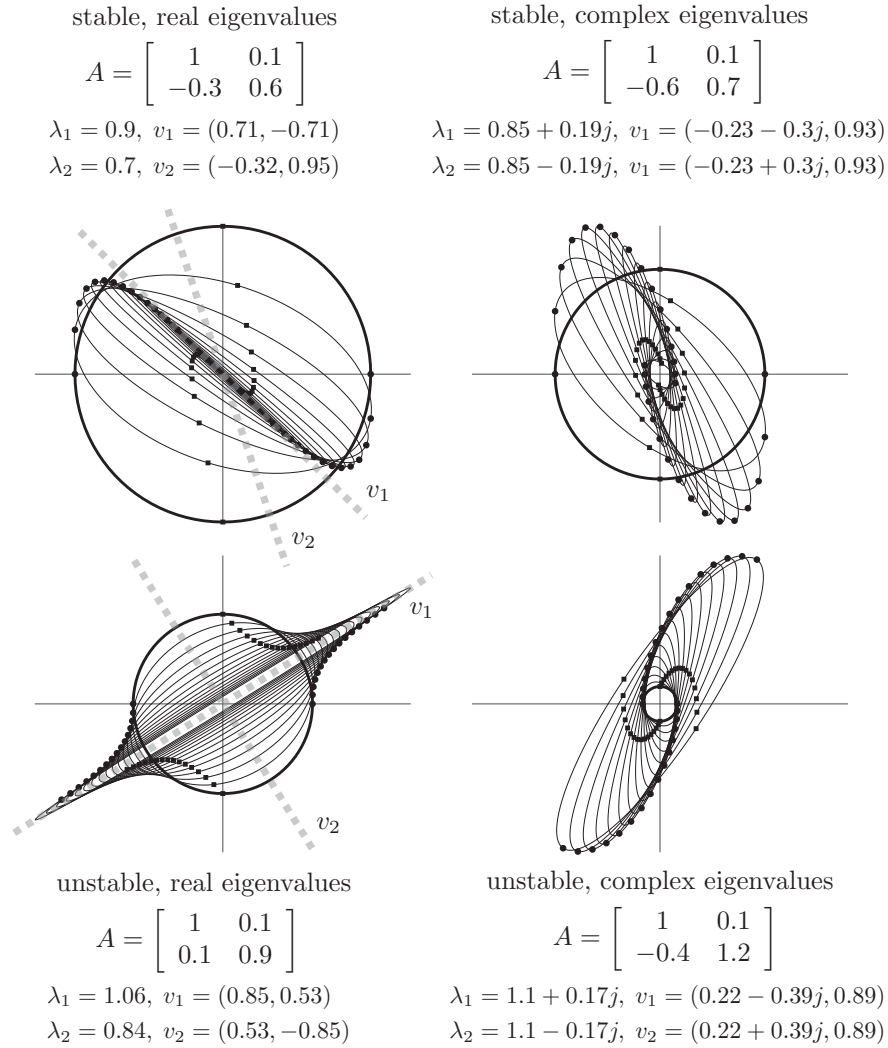 stable, real eigenvalues
A = [ 1 0.1
-0.3 0.6 ]
λ₁ = 0.9, v₁ = (0.71, −0.71)
λ₂ = 0.7, v₂ = (−0.32, 0.95)
stable, complex eigenvalues
A = [ 1 0.1
-0.6 0.7 ]
λ₁ = 0.85 + 0.19j, v₁ = (−0.23 − 0.3j, 0.93)
λ₂ = 0.85 − 0.19j, v₁ = (−0.23 + 0.3j, 0.93)
v₁
v₂
v₁
v₂
unstable, real eigenvalues
A = [ 1 0.1
0.1 0.9 ]
λ₁ = 1.06, v₁ = (0.85, 0.53)
λ₂ = 0.84, v₂ = (0.53, −0.85)
unstable, complex eigenvalues
A = [ 1 0.1
-0.4 1.2 ]
λ₁ = 1.1 + 0.17j, v₁ = (0.22 − 0.39j, 0.89)
λ₂ = 1.1 − 0.17j, v₂ = (0.22 + 0.39j, 0.89)